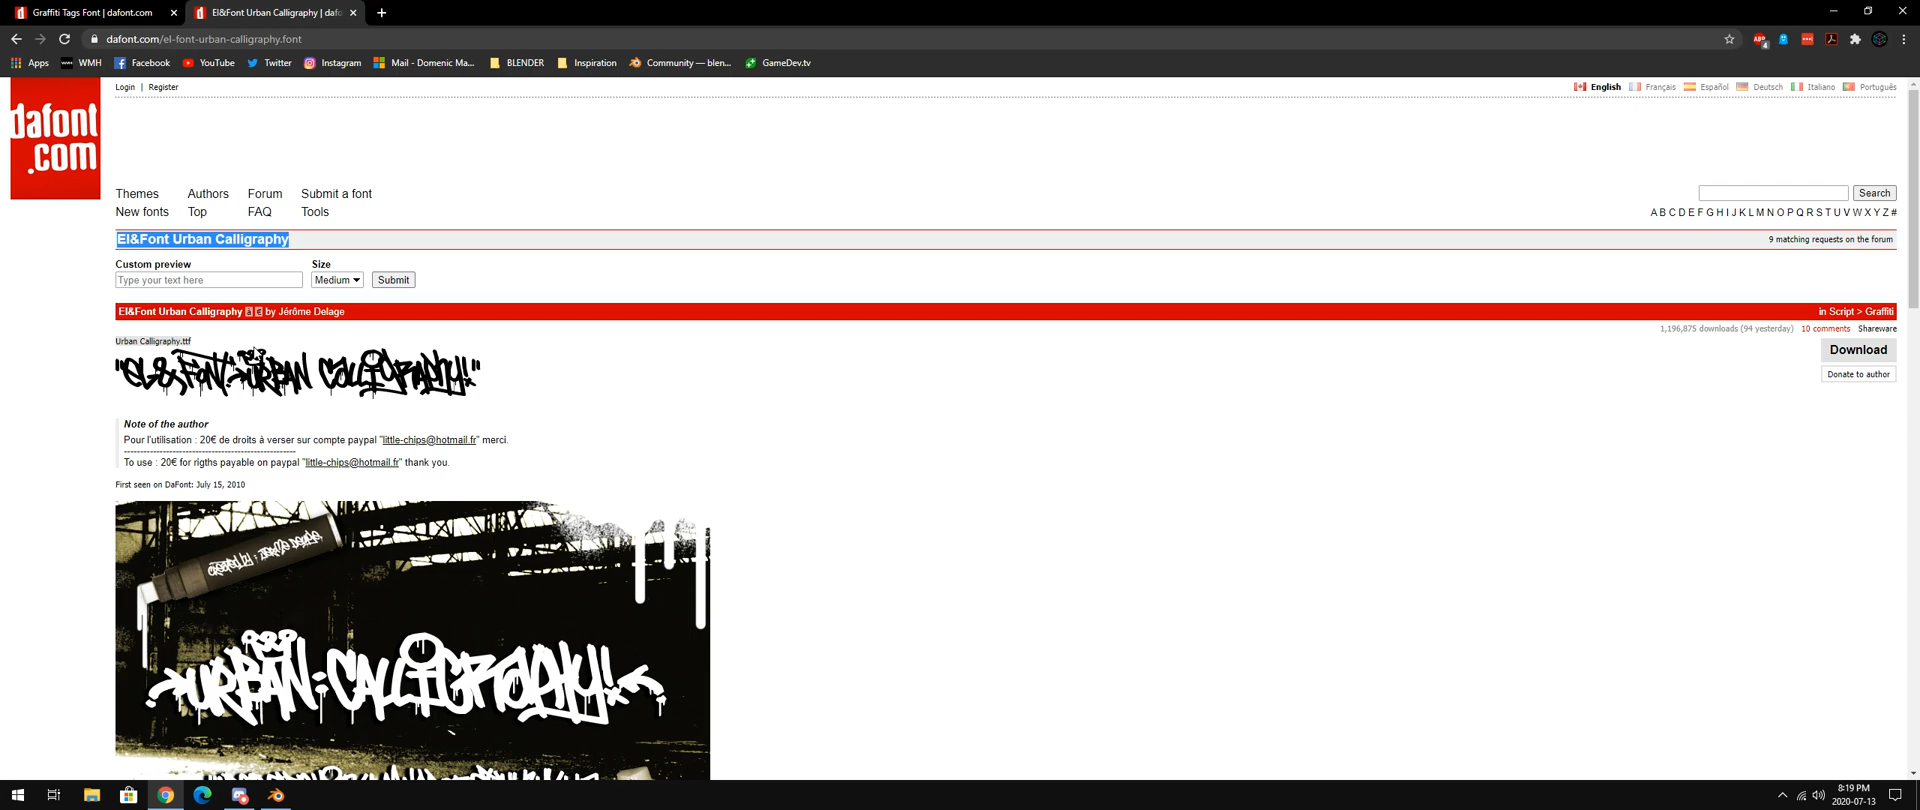 Graffiti Tags Font | dafont.com
El&Font Urban Calligraphy | dafo
dafont.com/el-font-urban-calligraphy.font
Apps WMH Facebook YouTube Twitter Instagram Mail - Domenic Ma... BLENDER Inspiration Community — blen... GameDev.tv
Login | Register
English Français Español Deutsch Italiano Português
dafont
.com
Themes Authors Forum Submit a font
New fonts Top FAQ Tools
Search
A B C D E F G H I J K L M N O P Q R S T U V W X Y Z #
El&Font Urban Calligraphy
9 matching requests on the forum
Custom preview Size
Type your text here Medium Submit
El&Font Urban Calligraphy à € by Jérôme Delage
in Script > Graffiti
1,196,875 downloads (94 yesterday) 10 comments Shareware
Urban Calligraphy.ttf
Download
"EL&FONT URBAN CALLIGRAPHY!"
Donate to author
Note of the author
Pour l'utilisation : 20€ de droits à verser sur compte paypal "little-chips@hotmail.fr" merci.
------------------------------------------------------
To use : 20€ for rigths payable on paypal "little-chips@hotmail.fr" thank you.
First seen on DaFont: July 15, 2010
URBAN CALLIGRAPHY!
8:19 PM
2020-07-13